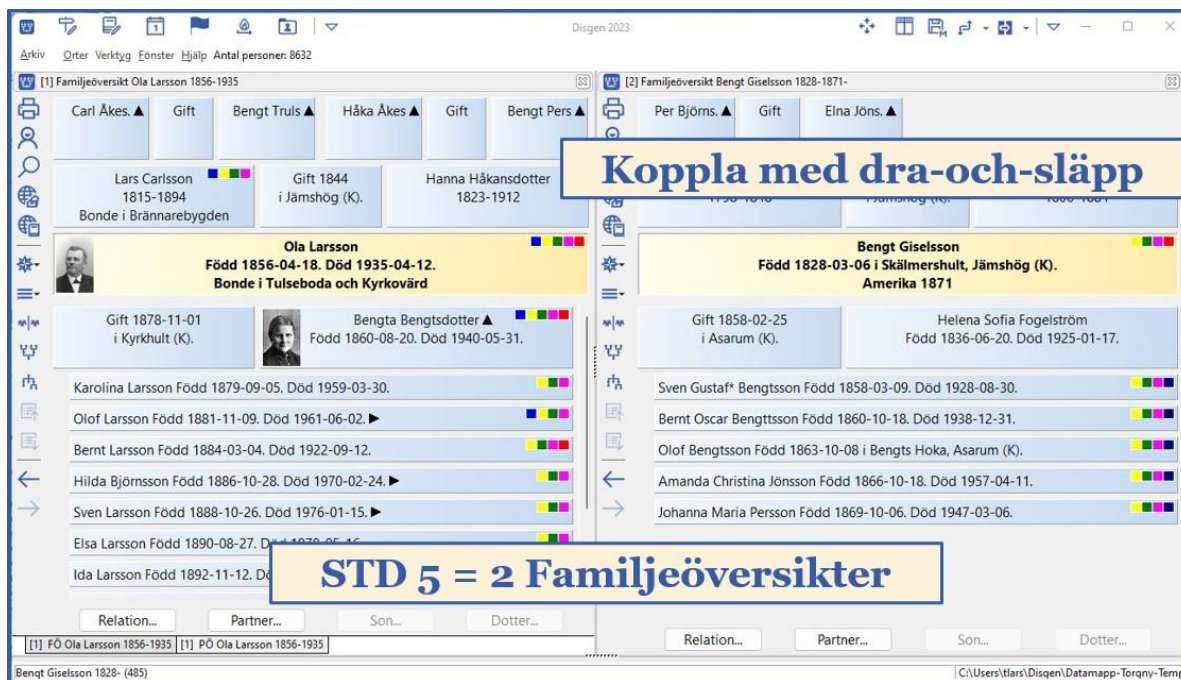 Disgen 2023
Arkiv Orter Verktyg Fönster Hjälp Antal personer: 8632
[1] Familjeöversikt Ola Larsson 1856-1935
Carl Åkes. ▲ Gift Bengt Truls ▲ Håka Åkes ▲ Gift Bengt Pers ▲
Lars Carlsson
1815-1894
Bonde i Brännarebygden
Gift 1844
i Jämshög (K).
Hanna Håkansdotter
1823-1912
Ola Larsson
Född 1856-04-18. Död 1935-04-12.
Bonde i Tulseboda och Kyrkovärd
Gift 1878-11-01
i Kyrkhult (K).
Bengta Bengtsdotter ▲
Född 1860-08-20. Död 1940-05-31.
Karolina Larsson Född 1879-09-05. Död 1959-03-30.
Olof Larsson Född 1881-11-09. Död 1961-06-02. ▶
Bernt Larsson Född 1884-03-04. Död 1922-09-12.
Hilda Björnsson Född 1886-10-28. Död 1970-02-24. ▶
Sven Larsson Född 1888-10-26. Död 1976-01-15. ▶
Elsa Larsson Född 1890-08-27.
Ida Larsson Född 1892-11-12.
Relation... Partner... Son... Dotter...
[1] FÖ Ola Larsson 1856-1935 [1] PÖ Ola Larsson 1856-1935
[2] Familjeöversikt Bengt Giselsson 1828-1871-
Per Björns. ▲ Gift Elna Jöns. ▲
Koppla med dra-och-släpp
Bengt Giselsson
Född 1828-03-06 i Skälmershult, Jämshög (K).
Amerika 1871
Gift 1858-02-25
i Asarum (K).
Helena Sofia Fogelström
Född 1836-06-20. Död 1925-01-17.
Sven Gustaf* Bengtsson Född 1858-03-09. Död 1928-08-30.
Bernt Oscar Bengttsson Född 1860-10-18. Död 1938-12-31.
Olof Bengtsson Född 1863-10-08 i Bengts Hoka, Asarum (K).
Amanda Christina Jönsson Född 1866-10-18. Död 1957-04-11.
Johanna Maria Persson Född 1869-10-06. Död 1947-03-06.
STD 5 = 2 Familjeöversikter
Relation... Partner... Son... Dotter...
Bengt Giselsson 1828- (485)
C:\Users\tlars\Disgen\Datamapp-Torgny-Temp